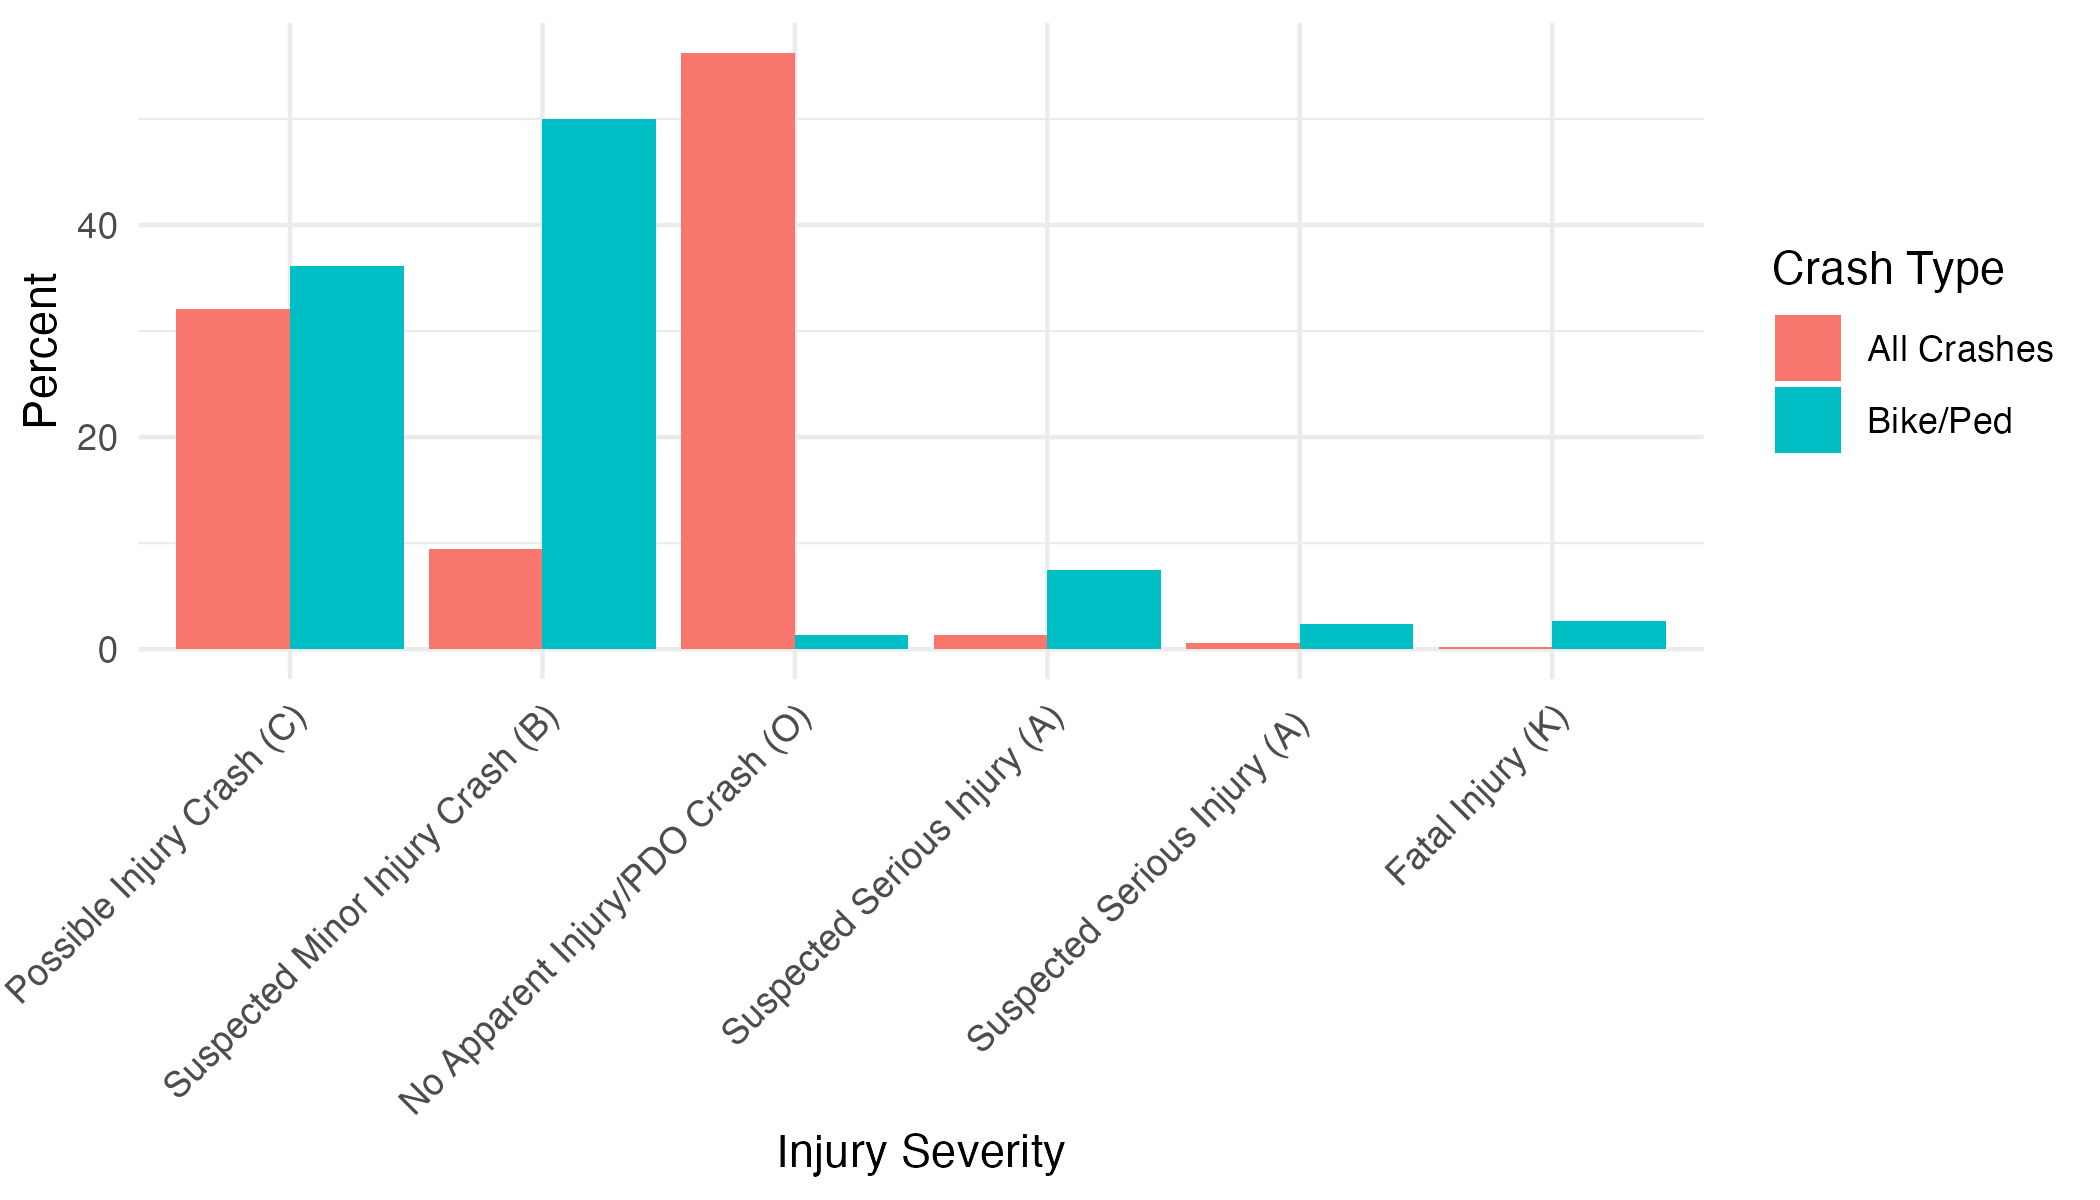 Percent
40
20
0
Possible Injury Crash (C)
Suspected Minor Injury Crash (B)
No Apparent Injury/PDO Crash (O)
Suspected Serious Injury (A)
Suspected Serious Injury (A)
Fatal Injury (K)
Injury Severity
Crash Type
All Crashes
Bike/Ped